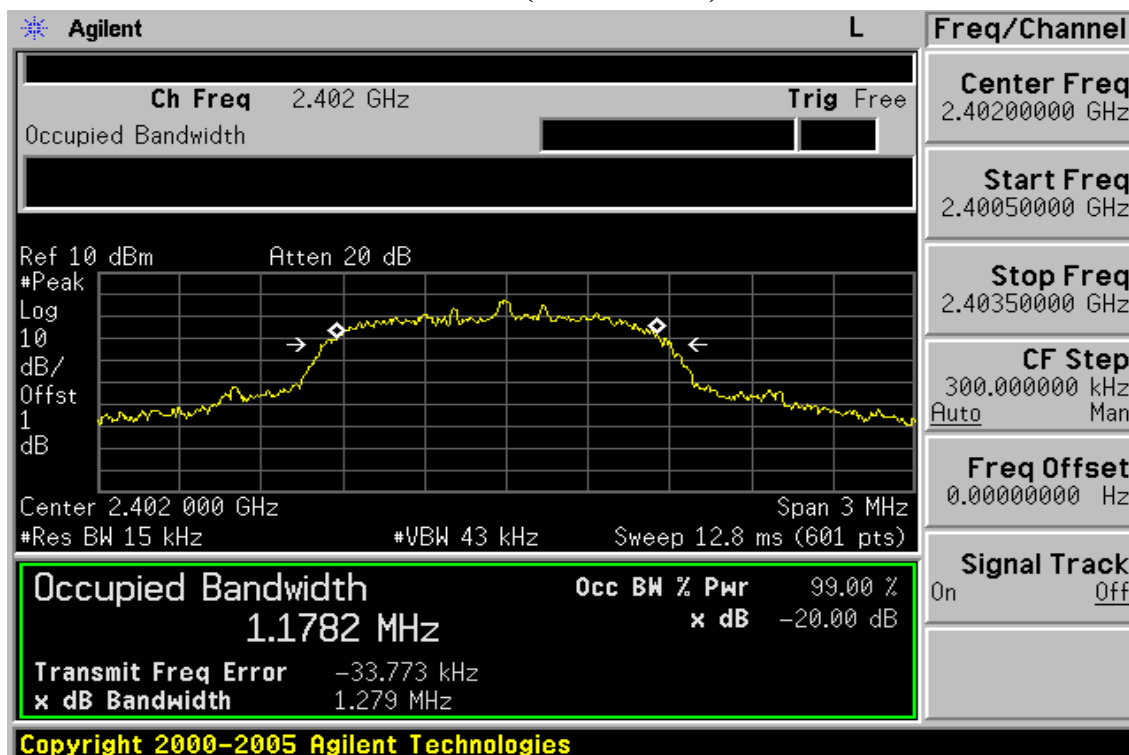 Agilent
L
Freq/Channel
Ch Freq 2.402 GHz
Trig Free
Occupied Bandwidth
Center Freq
2.40200000 GHz
Start Freq
2.40050000 GHz
Stop Freq
2.40350000 GHz
CF Step
300.000000 kHz
Auto Man
Freq Offset
0.00000000 Hz
Signal Track
On Off
Ref 10 dBm
Atten 20 dB
#Peak
Log
10
dB/
Offst
1
dB
Center 2.402 000 GHz
Span 3 MHz
#Res BW 15 kHz
#VBW 43 kHz
Sweep 12.8 ms (601 pts)
Occupied Bandwidth
1.1782 MHz
Occ BW % Pwr 99.00 %
x dB -20.00 dB
Transmit Freq Error -33.773 kHz
x dB Bandwidth 1.279 MHz
Copyright 2000-2005 Agilent Technologies